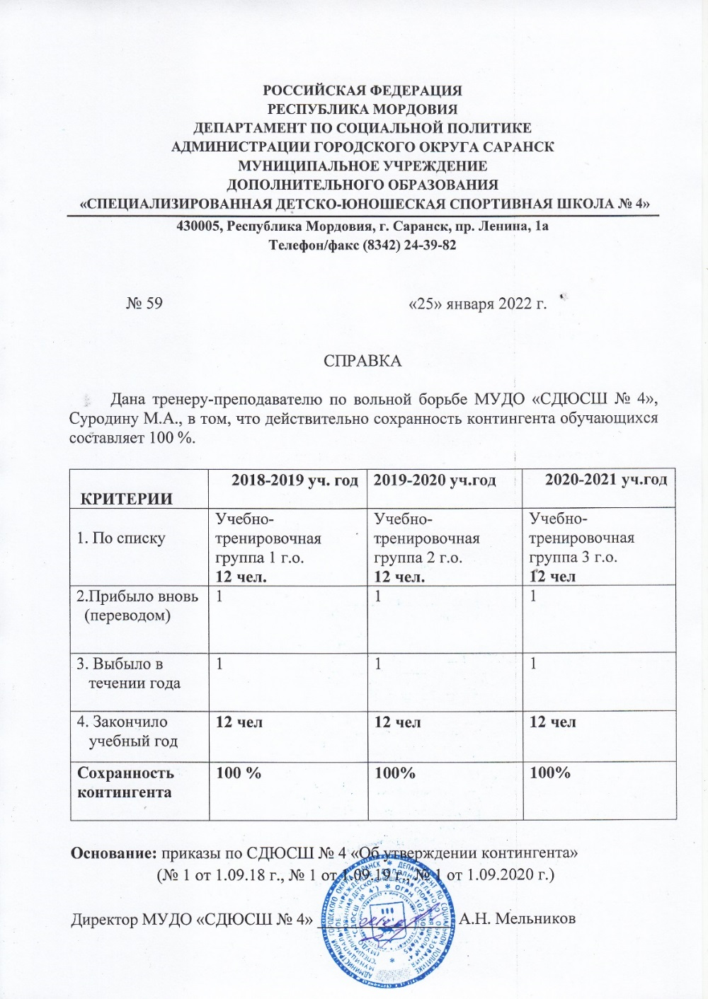 РОССИЙСКАЯ ФЕДЕРАЦИЯ
РЕСПУБЛИКА МОРДОВИЯ
ДЕПАРТАМЕНТ ПО СОЦИАЛЬНОЙ ПОЛИТИКЕ
АДМИНИСТРАЦИИ ГОРОДСКОГО ОКРУГА САРАНСК
МУНИЦИПАЛЬНОЕ УЧРЕЖДЕНИЕ
ДОПОЛНИТЕЛЬНОГО ОБРАЗОВАНИЯ
«СПЕЦИАЛИЗИРОВАННАЯ ДЕТСКО-ЮНОШЕСКАЯ СПОРТИВНАЯ ШКОЛА № 4»
430005, Республика Мордовия, г. Саранск, пр. Ленина, 1а
Телефон/факс (8342) 24-39-82
№ 59 «25» января 2022 г.
СПРАВКА
Дана тренеру-преподавателю по вольной борьбе МУДО «СДЮСШ № 4»,
Суродину М.А., в том, что действительно сохранность контингента обучающихся
составляет 100 %.
КРИТЕРИИ 2018-2019 уч. год 2019-2020 уч.год 2020-2021 уч.год
1. По списку
Учебно-
тренировочная
группа 1 г.о.
12 чел.
Учебно-
тренировочная
группа 2 г.о.
12 чел.
Учебно-
тренировочная
группа 3 г.о.
12 чел
2.Прибыло вновь 1 1 1
(переводом)
3. Выбыло в 1 1 1
течении года
4. Закончило 12 чел 12 чел 12 чел
учебный год
Сохранность 100 % 100% 100%
контингента
Основание: приказы по СДЮСШ № 4 «Об утверждении контингента»
(№ 1 от 1.09.18 г., № 1 от 1.09.19 г., № 1 от 1.09.2020 г.)
Директор МУДО «СДЮСШ № 4» А.Н. Мельников